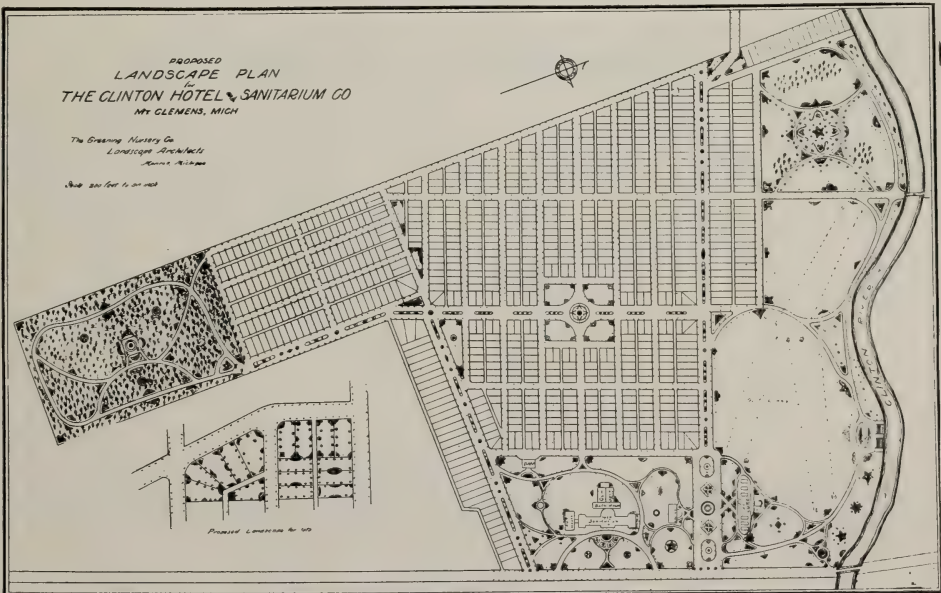 PROPOSED
LANDSCAPE PLAN
for
THE CLINTON HOTEL & SANITARIUM CO
MT CLEMENS, MICH
The Greening Nursery Co
Landscape Architects
Monroe, Michigan
Scale 200 feet to an inch
CLINTON RIVER
Proposed Landscape for